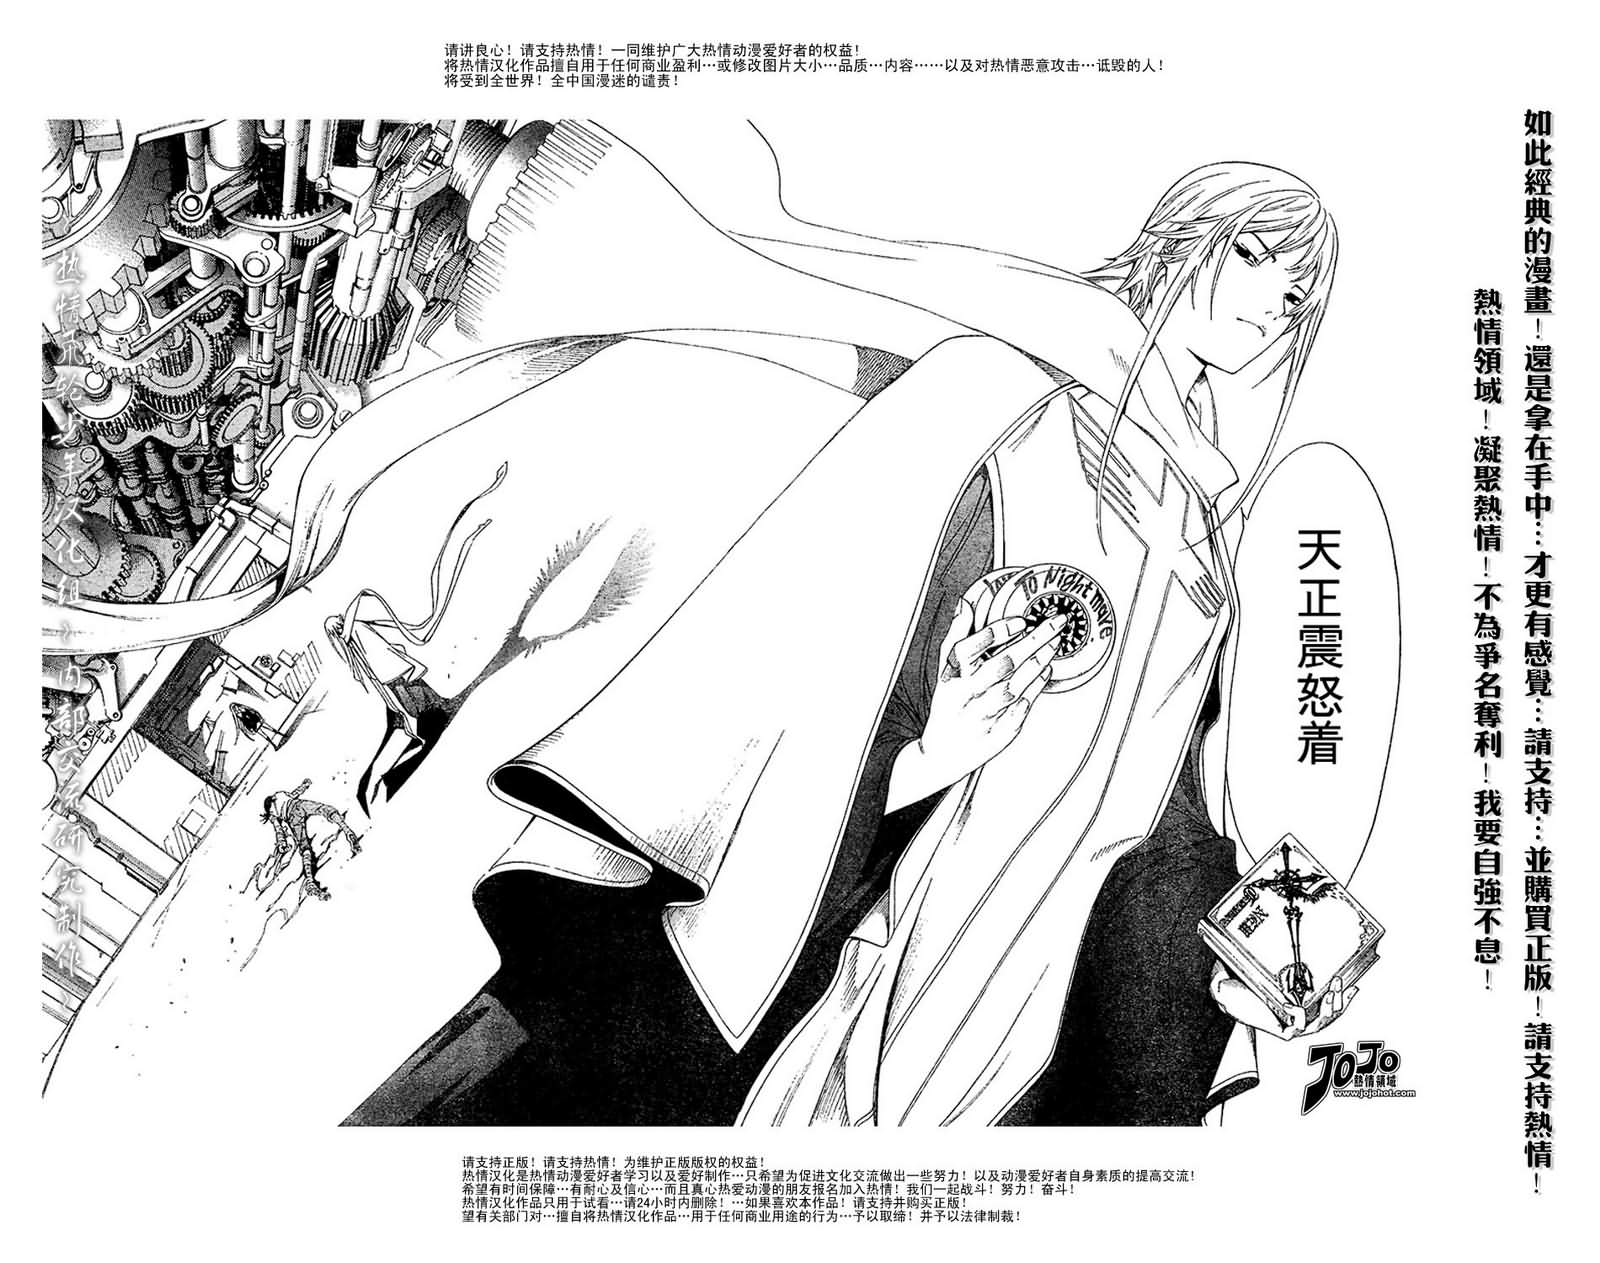 请讲良心！请支持热情！一同维护广大热情动漫爱好者的权益！
将热情汉化作品擅自用于任何商业盈利…或修改图片大小…品质…内容……以及对热情恶意攻击…诋毁的人！
将受到全世界！全中国漫迷的谴责！
如此經典的漫畫！還是拿在手中…才更有感覺…請支持…並購買正版！請支持熱情！
熱情領域！凝聚熱情！不為爭名奪利！我要自強不息！
天正震怒着
To Nightmare
JOJO
熱情領域
www.jojohot.com
请支持正版！请支持热情！为维护正版版权的权益！
热情汉化是热情动漫爱好者学习以及爱好制作…只希望为促进文化交流做出一些努力！以及动漫爱好者自身素质的提高交流！
希望有时间保障…有耐心及信心…而且真心热爱动漫的朋友报名加入热情！我们一起战斗！努力！奋斗！
热情汉化作品只用于试看…请24小时内删除！…如果喜欢本作品！请支持并购买正版！
望有关部门对…擅自将热情汉化作品…用于任何商业用途的行为…予以取缔！并予以法律制裁！